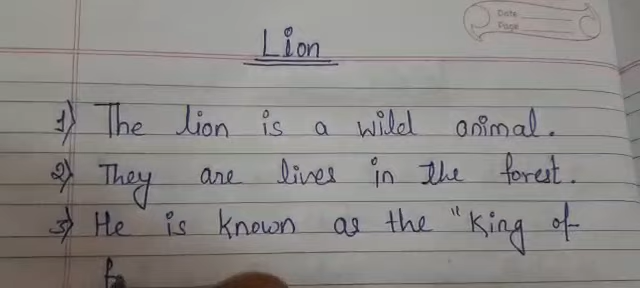 Date
Page
Lion
1) The lion is a wild animal.
2) They are lives in the forest.
3) He is known as the "King of
fo